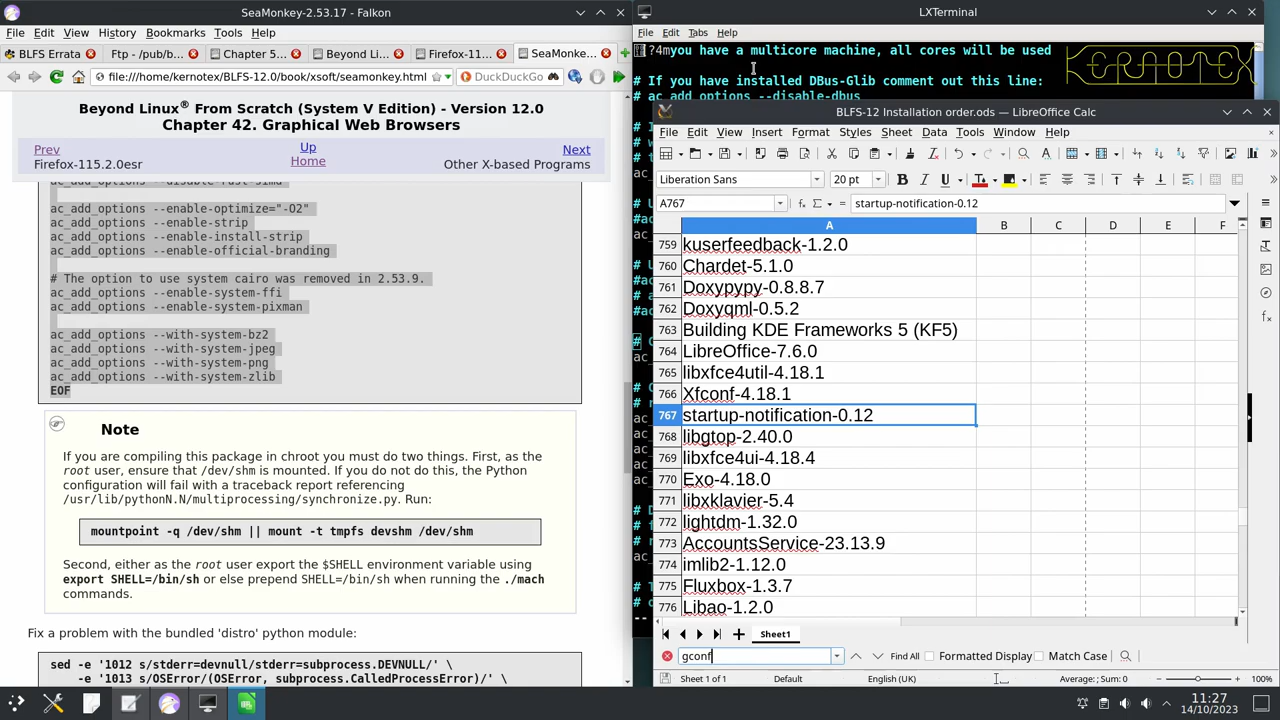 SeaMonkey-2.53.17 - Falkon
File Edit View History Bookmarks Tools Help
BLFS Errata
Ftp - /pub/b...
Chapter 5...
Beyond Li...
Firefox-11...
SeaMonke...
file:///home/kernotex/BLFS-12.0/book/xsoft/seamonkey.html
DuckDuckGo
Beyond Linux® From Scratch (System V Edition) - Version 12.0
Chapter 42. Graphical Web Browsers
Prev Up Next
Firefox-115.2.0esr Home Other X-based Programs
ac_add_options --disable-rust-simd
ac_add_options --enable-optimize="-O2"
ac_add_options --enable-strip
ac_add_options --enable-install-strip
ac_add_options --enable-official-branding
# The option to use system cairo was removed in 2.53.9.
ac_add_options --enable-system-ffi
ac_add_options --enable-system-pixman
ac_add_options --with-system-bz2
ac_add_options --with-system-jpeg
ac_add_options --with-system-png
ac_add_options --with-system-zlib
EOF
Note
If you are compiling this package in chroot you must do two things. First, as the
root user, ensure that /dev/shm is mounted. If you do not do this, the Python
configuration will fail with a traceback report referencing
/usr/lib/pythonN.N/multiprocessing/synchronize.py. Run:
mountpoint -q /dev/shm || mount -t tmpfs devshm /dev/shm
Second, either as the root user export the $SHELL environment variable using
export SHELL=/bin/sh or else prepend SHELL=/bin/sh when running the ./mach
commands.
Fix a problem with the bundled 'distro' python module:
sed -e '1012 s/stderr=devnull/stderr=subprocess.DEVNULL/' \
-e '1013 s/OSError/(OSError, subprocess.CalledProcessError)/' \
LXTerminal
File Edit Tabs Help
?4myou have a multicore machine, all cores will be used
# If you have installed DBus-Glib comment out this line:
# ac_add_options --disable-dbus
KERNOTEX
BLFS-12 Installation order.ods — LibreOffice Calc
File Edit View Insert Format Styles Sheet Data Tools Window Help
Liberation Sans 20 pt
A767 startup-notification-0.12
A B C D E F
759 kuserfeedback-1.2.0
760 Chardet-5.1.0
761 Doxypypy-0.8.8.7
762 Doxyqml-0.5.2
763 Building KDE Frameworks 5 (KF5)
764 LibreOffice-7.6.0
765 libxfce4util-4.18.1
766 Xfconf-4.18.1
767 startup-notification-0.12
768 libgtop-2.40.0
769 libxfce4ui-4.18.4
770 Exo-4.18.0
771 libxklavier-5.4
772 lightdm-1.32.0
773 AccountsService-23.13.9
774 imlib2-1.12.0
775 Fluxbox-1.3.7
776 Libao-1.2.0
Sheet1
gconf Find All Formatted Display Match Case
Sheet 1 of 1 Default English (UK) Average: ; Sum: 0 100%
11:27
14/10/2023